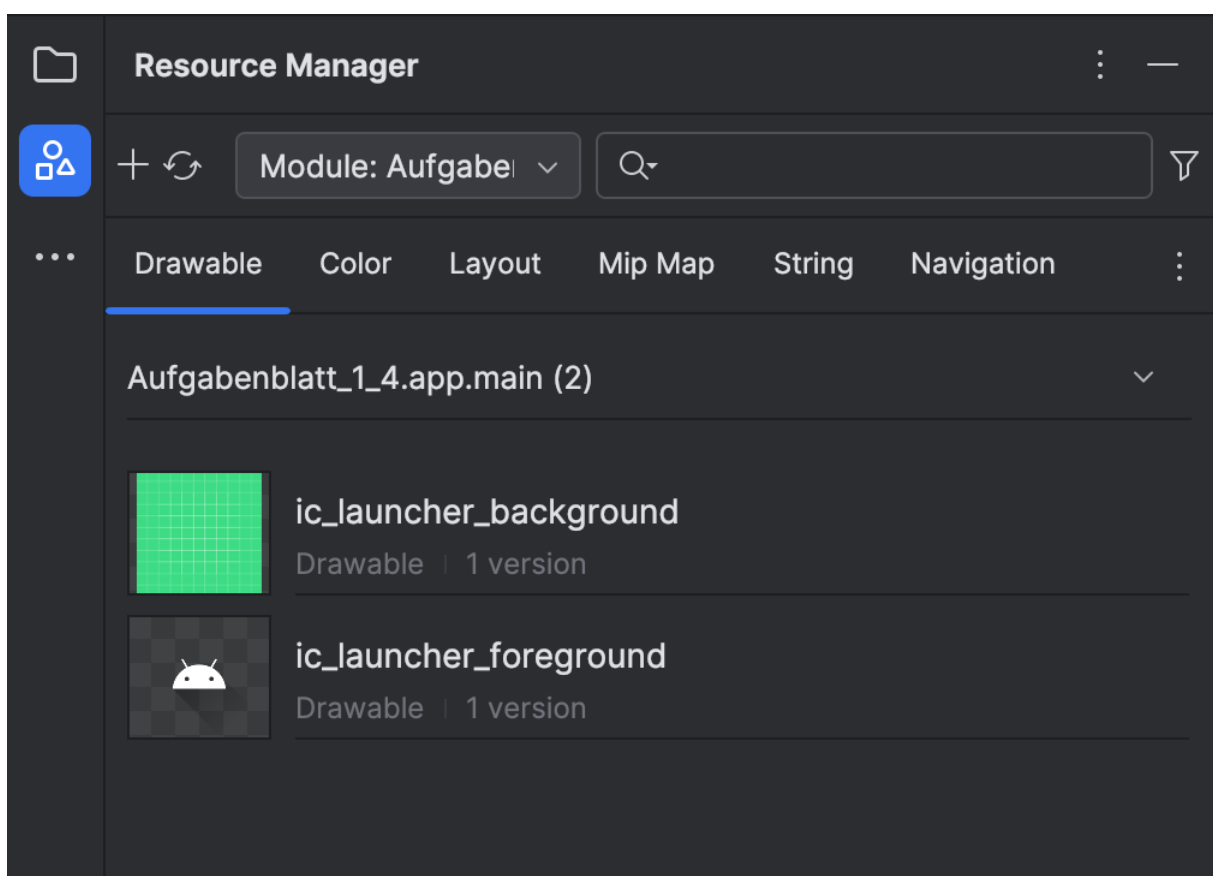 Resource Manager
Module: Aufgabe
Drawable Color Layout Mip Map String Navigation
Aufgabenblatt_1_4.app.main (2)
ic_launcher_background
Drawable | 1 version
ic_launcher_foreground
Drawable | 1 version